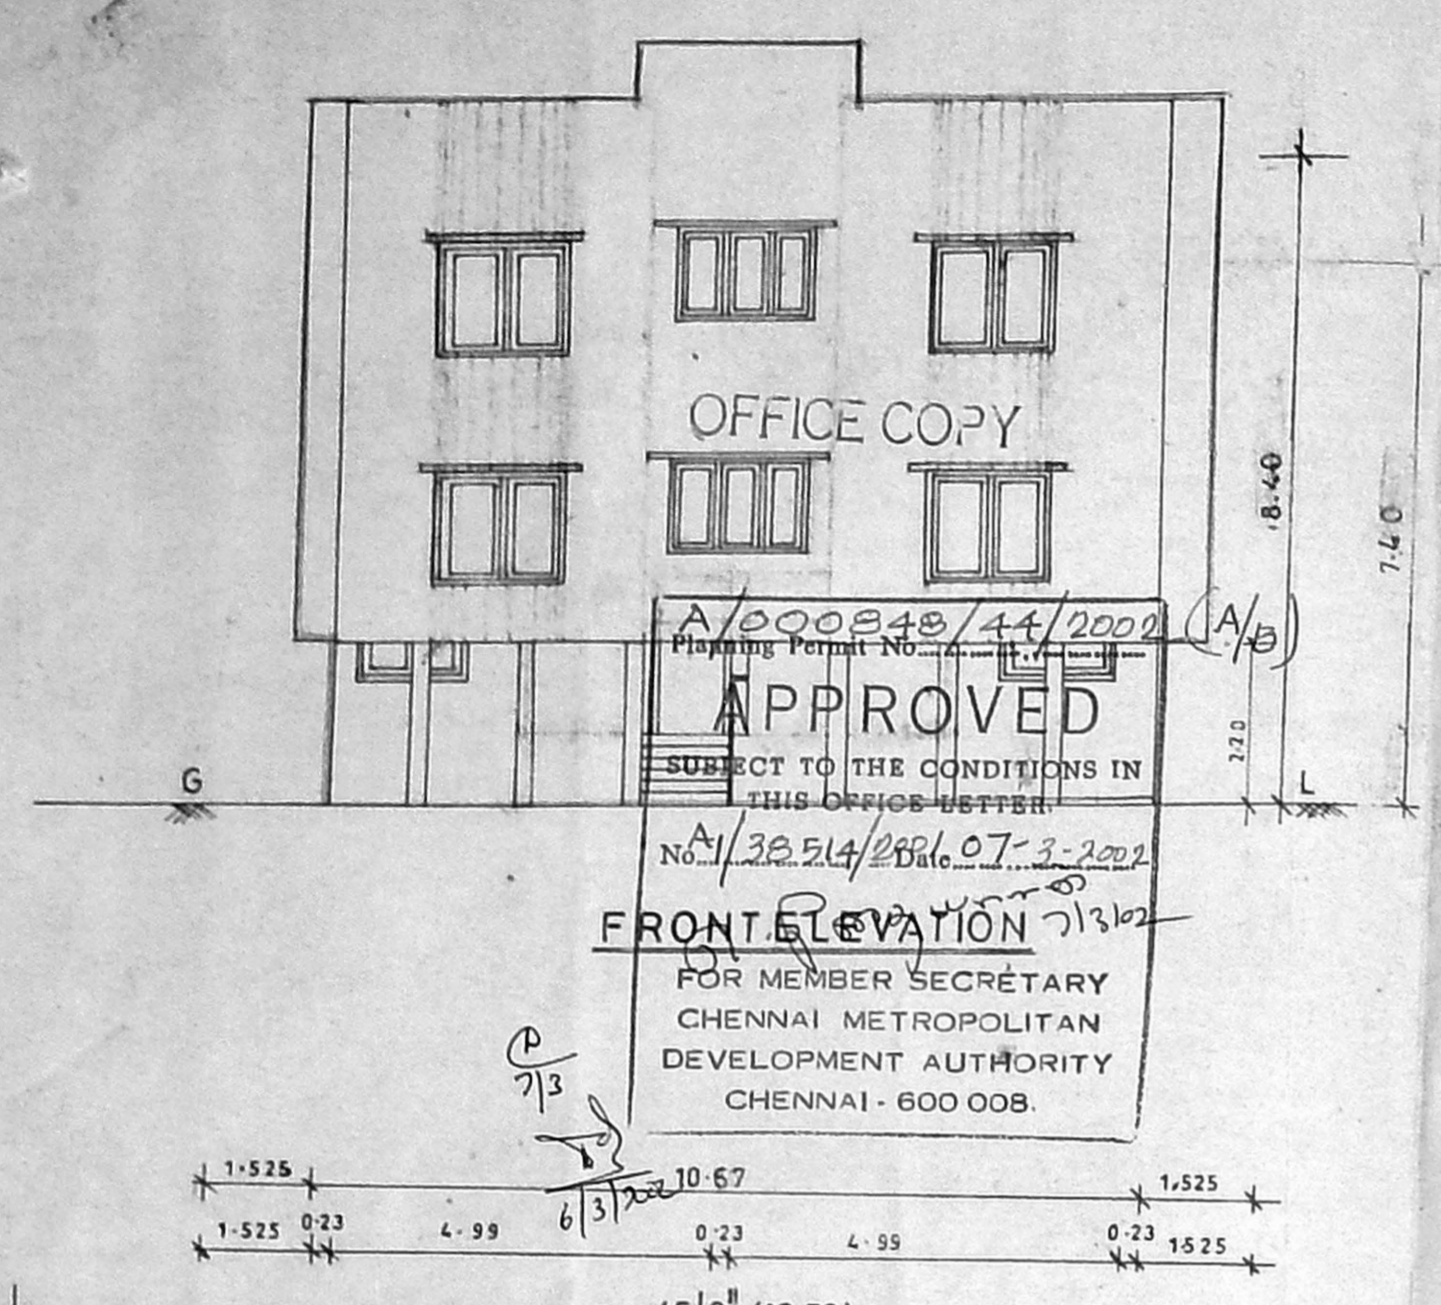 OFFICE COPY
8.40
7.40
A/000848/44/2002 (A/B)
Planning Permit No
APPROVED
2.20
SUBJECT TO THE CONDITIONS IN
G
L
THIS OFFICE LETTER.
No. A1/38514/2001 Date 07-3-2002
FRONT ELEVATION
7/3/02
FOR MEMBER SECRETARY
CHENNAI METROPOLITAN
DEVELOPMENT AUTHORITY
CHENNAI - 600 008.
7/3
6/3/2002
1.525 10.67 1.525
1.525 0.23 4.99 0.23 4.99 0.23 1525